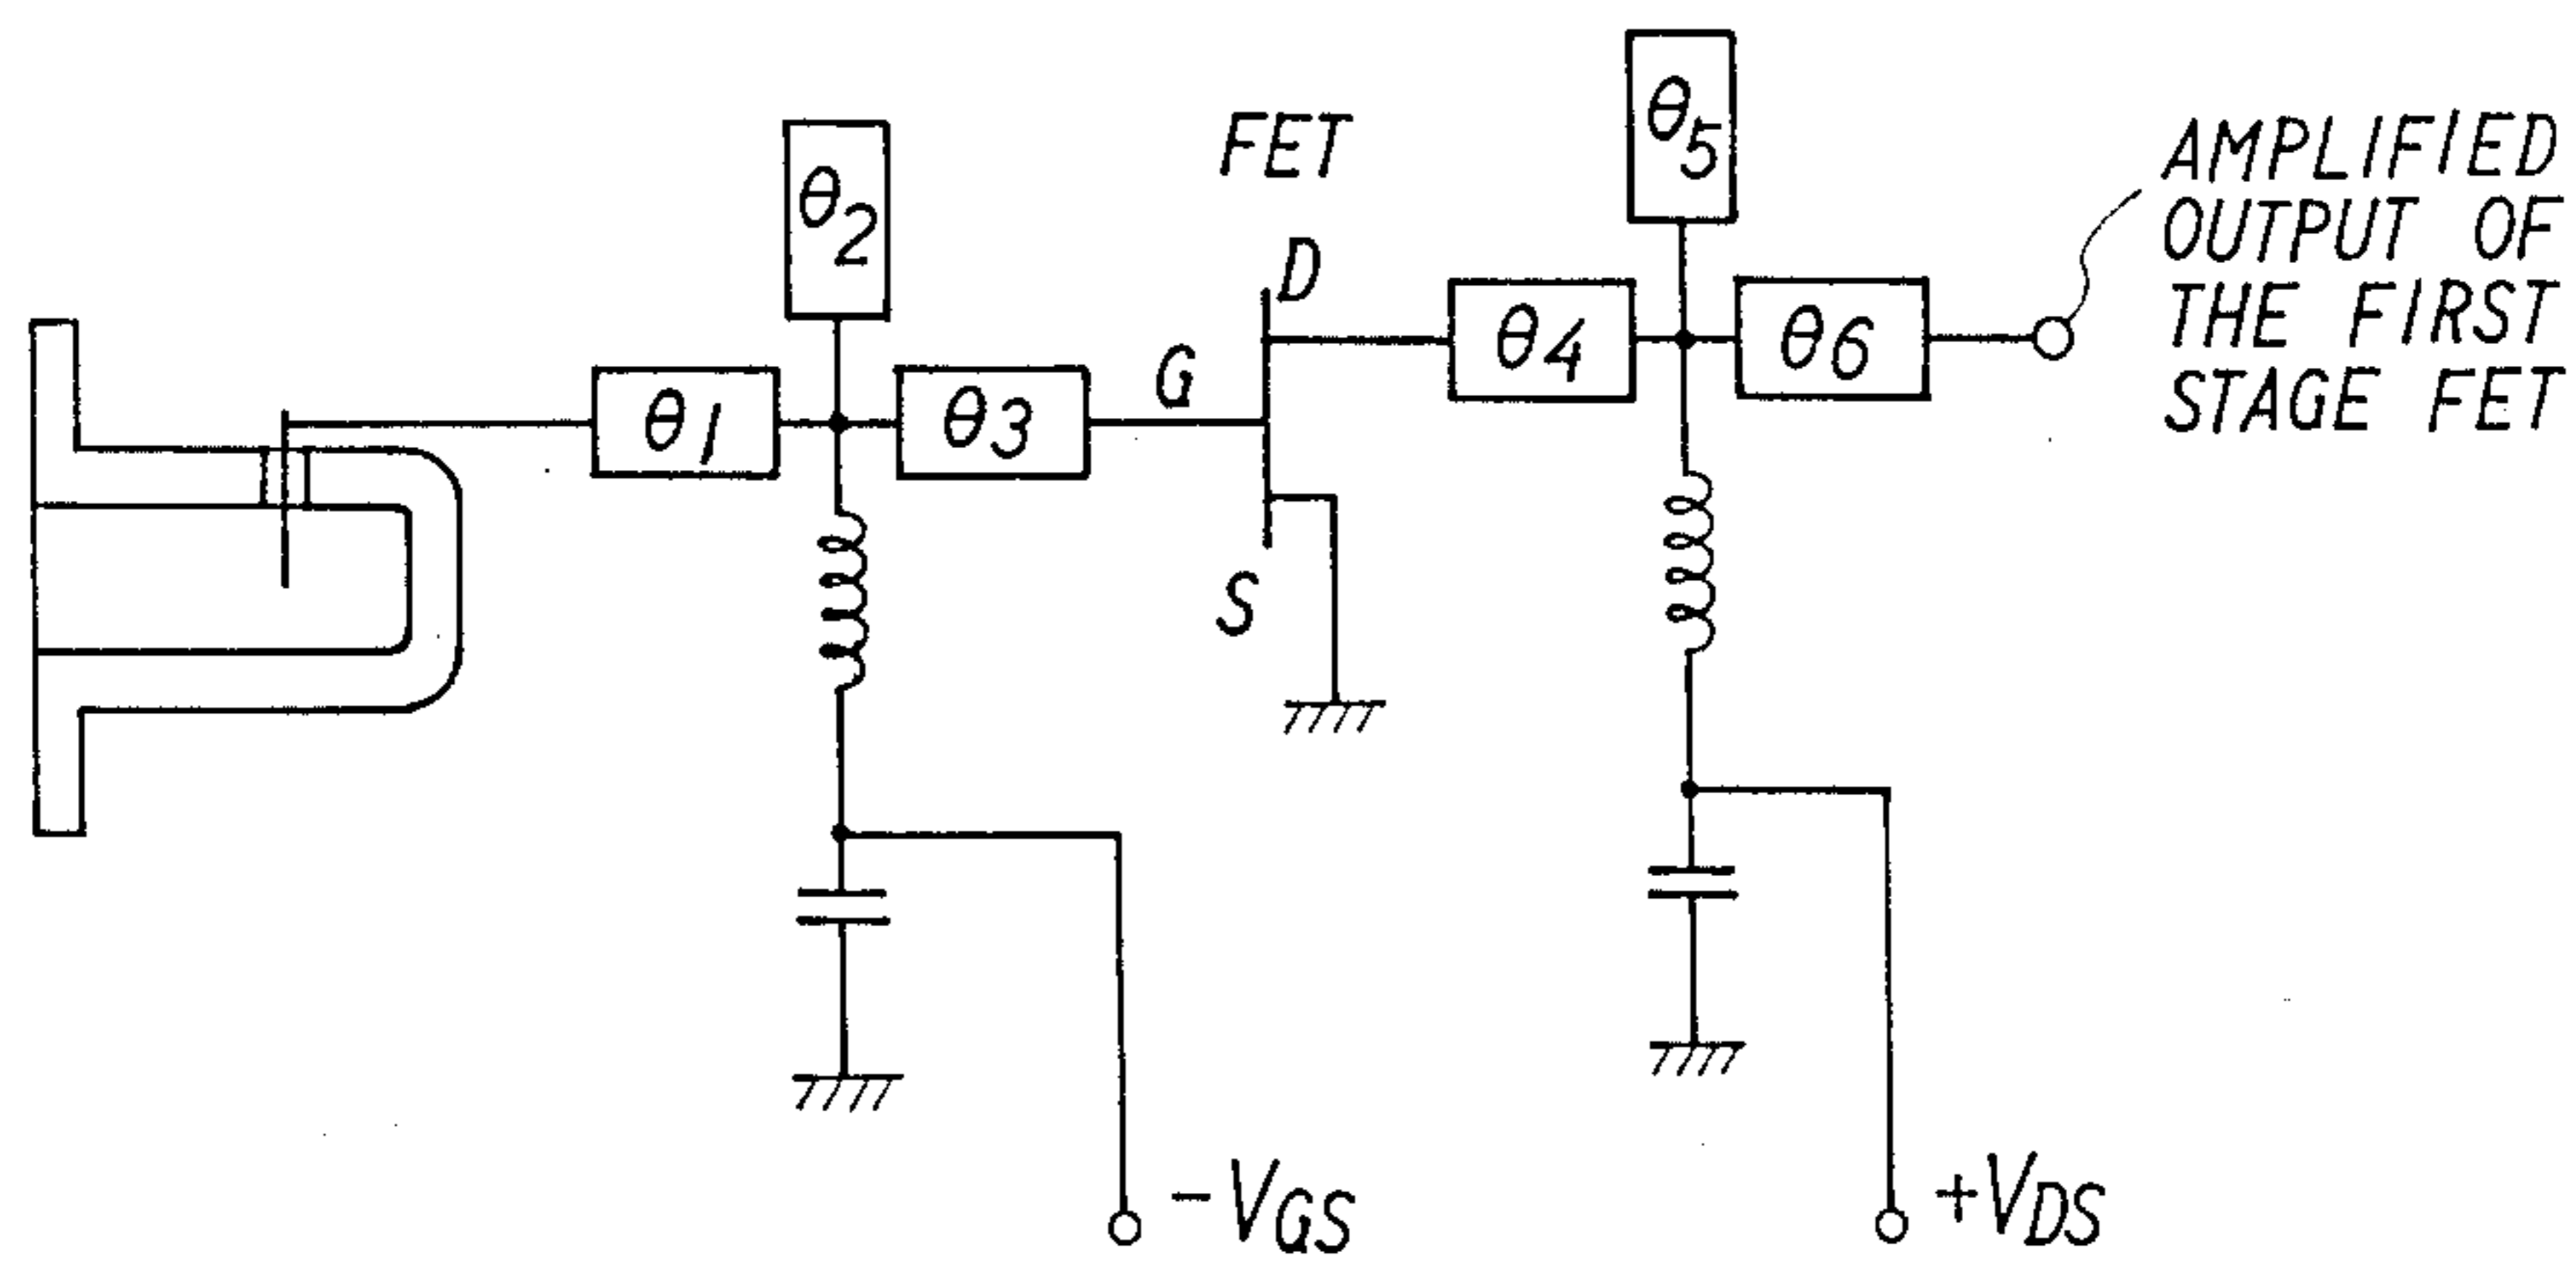 θ5
AMPLIFIED
OUTPUT OF
THE FIRST
STAGE FET
FET
θ2
D
θ4
θ6
G
θ1
θ3
S
-VGS
+VDS